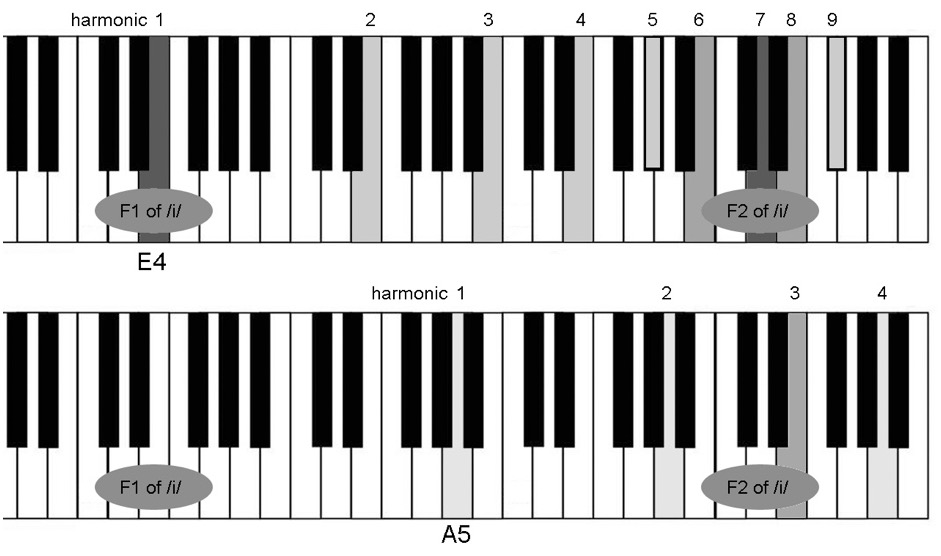 harmonic 1 2 3 4 5 6 7 8 9
F1 of /i/ F2 of /i/
E4
harmonic 1 2 3 4
F1 of /i/ F2 of /i/
A5